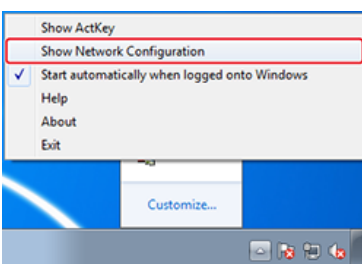 Show ActKey
Show Network Configuration
Start automatically when logged onto Windows
Help
About
Exit
Customize...